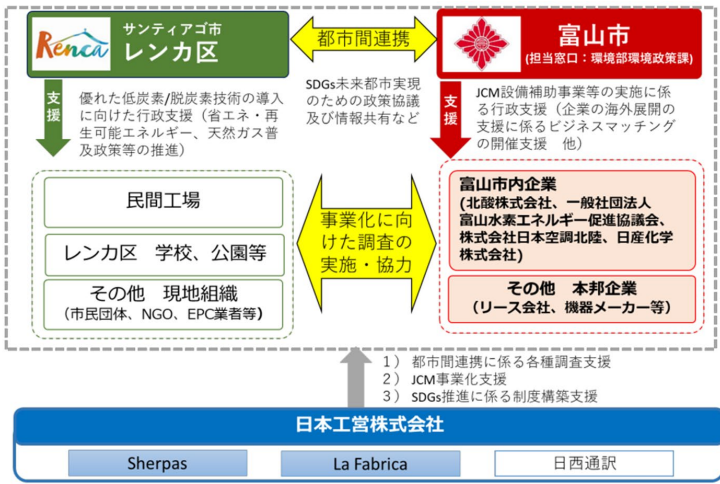 Renca
サンティアゴ市
レンカ区
都市間連携
富山市
(担当窓口：環境部環境政策課)
支援
優れた低炭素/脱炭素技術の導入
に向けた行政支援（省エネ・再
生可能エネルギー、天然ガス普
及政策等の推進）
SDGs未来都市実現
のための政策協議
及び情報共有など
支援
JCM設備補助事業等の実施に係
る行政支援（企業の海外展開の
支援に係るビジネスマッチング
の開催支援　他）
民間工場
レンカ区　学校、公園等
その他　現地組織
（市民団体、NGO、EPC業者等）
事業化に向
けた調査の
実施・協力
富山市内企業
(北酸株式会社、一般社団法人
富山水素エネルギー促進協議会、
株式会社日本空調北陸、日産化学
株式会社)
その他　本邦企業
（リース会社、機器メーカー等）
1） 都市間連携に係る各種調査支援
2） JCM事業化支援
3） SDGs推進に係る制度構築支援
日本工営株式会社
Sherpas
La Fabrica
日西通訳